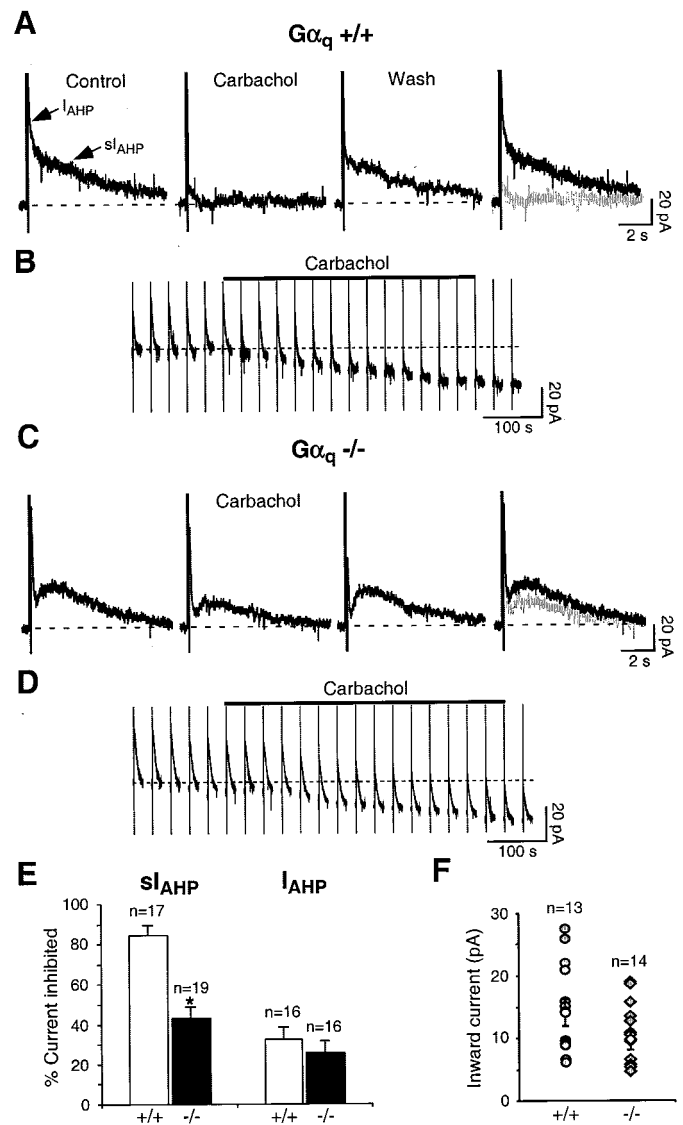 A
Gαq +/+
Control
Carbachol
Wash
IAHP
sIAHP
20 pA
2 s
B
Carbachol
20 pA
100 s
C
Gαq -/-
Carbachol
20 pA
2 s
D
Carbachol
20 pA
100 s
E
sIAHP
IAHP
% Current inhibited
100
80
60
40
20
0
n=17
n=19
*
n=16
n=16
+/+
-/-
+/+
-/-
F
Inward current (pA)
30
20
10
0
n=13
n=14
+/+
-/-